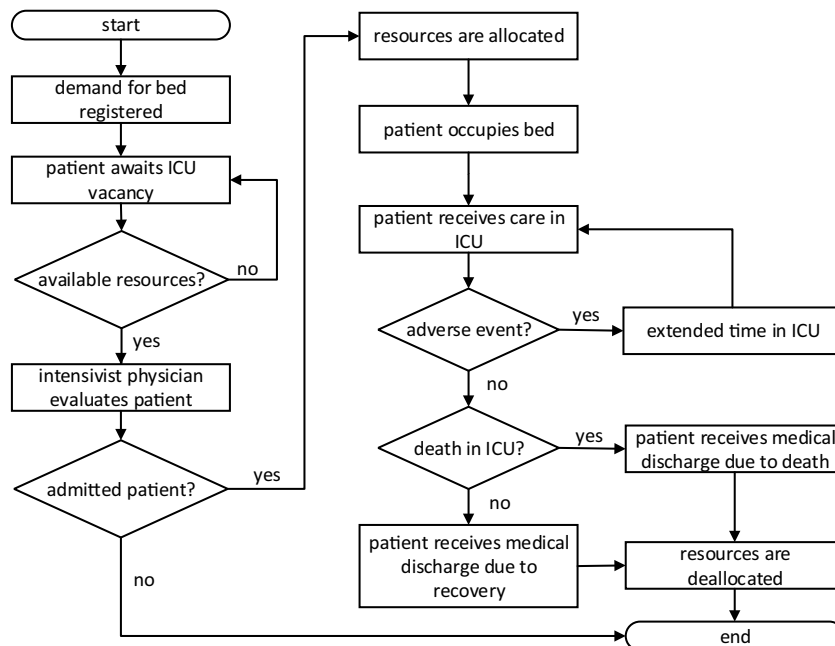 start
demand for bed
registered
patient awaits ICU
vacancy
available resources?
no
yes
intensivist physician
evaluates patient
admitted patient?
yes
no
resources are allocated
patient occupies bed
patient receives care in
ICU
adverse event?
yes
extended time in ICU
no
death in ICU?
yes
patient receives medical
discharge due to death
no
patient receives medical
discharge due to
recovery
resources are
deallocated
end